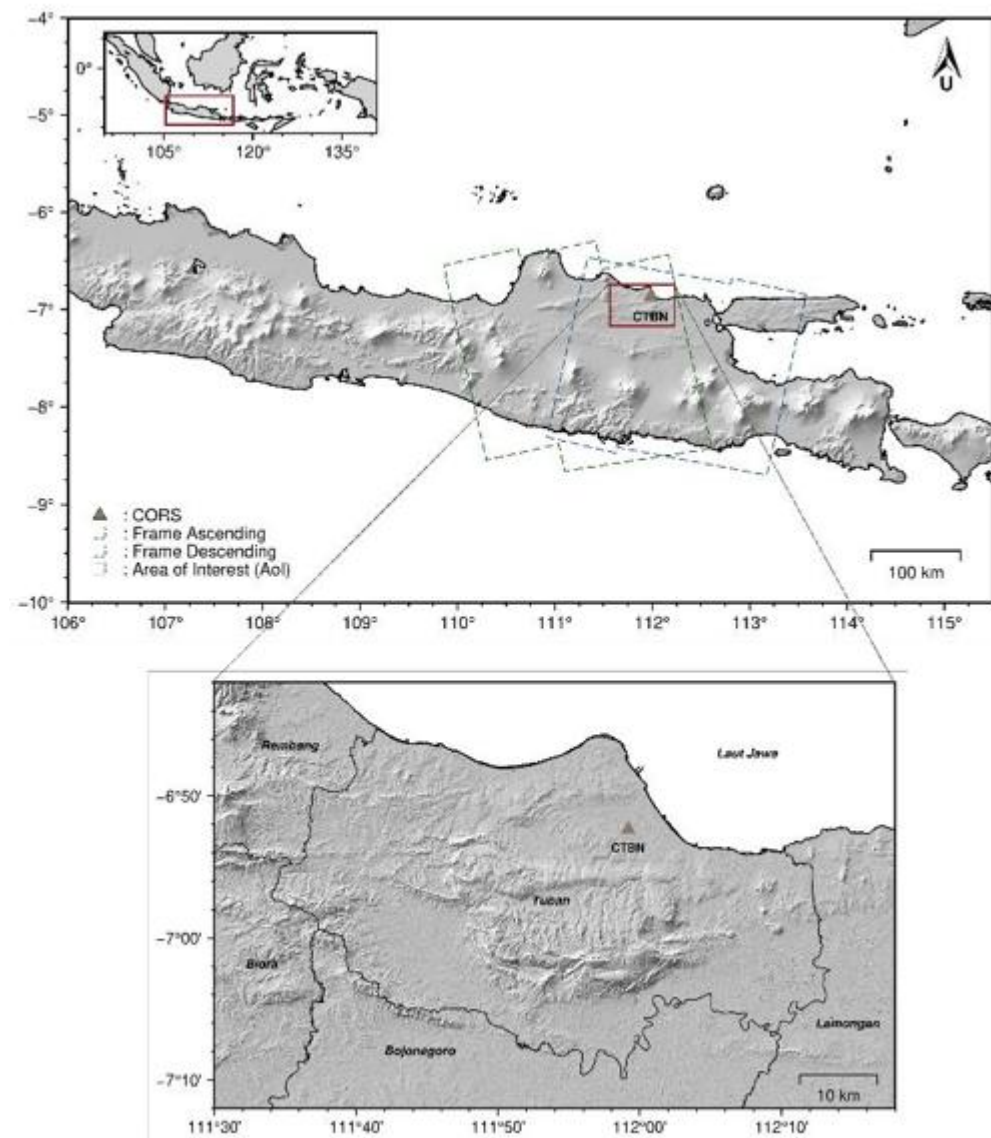 -4°
-5°
-6°
-7°
-8°
-9°
-10°
0°
105° 120° 135°
U
CTBN
▲ : CORS
: Frame Ascending
: Frame Descending
: Area of Interest (AoI)
100 km
106° 107° 108° 109° 110° 111° 112° 113° 114° 115°
Rembang
Laut Jawa
-6°50'
CTBN
Tuban
-7°00'
Blora
Lamongan
Bojonegoro
-7°10'
10 km
111°30' 111°40' 111°50' 112°00' 112°10'